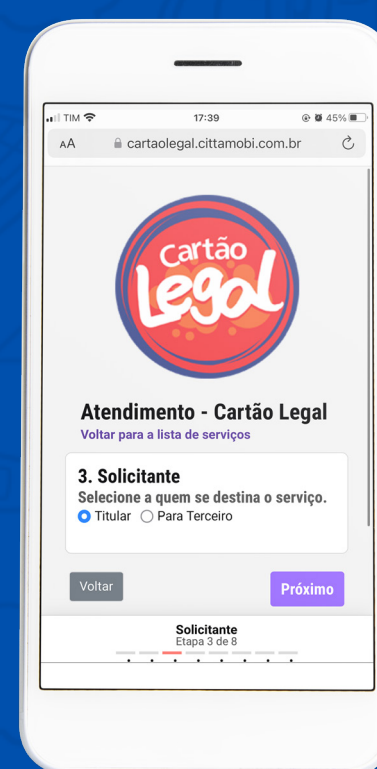 TIM
17:39
45%
AA
cartaolegal.cittamobi.com.br
Cartão
Legal
Atendimento - Cartão Legal
Voltar para a lista de serviços
3. Solicitante
Selecione a quem se destina o serviço.
Titular Para Terceiro
Voltar Próximo
Solicitante
Etapa 3 de 8